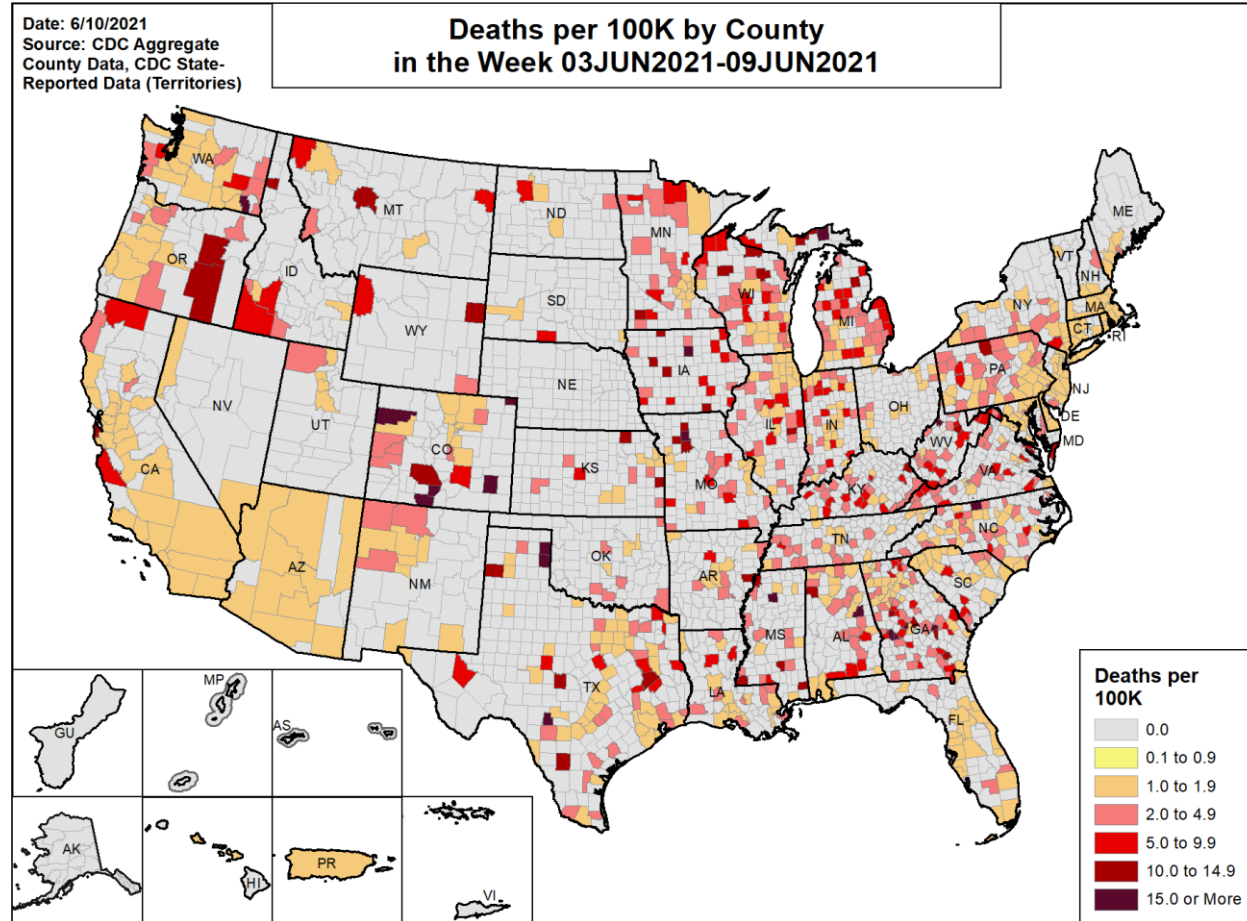 Date: 6/10/2021
Source: CDC Aggregate
County Data, CDC State-
Reported Data (Territories)
Deaths per 100K by County
in the Week 03JUN2021-09JUN2021
WA
MT
ND
MN
ME
OR
ID
SD
WI
MI
VT
NH
NY
MA
CT
RI
WY
NE
IA
PA
NJ
NV
UT
CO
KS
MO
IL
IN
OH
WV
VA
DE
MD
CA
KY
AZ
NM
OK
AR
TN
NC
SC
TX
LA
MS
AL
GA
FL
GU
MP
AS
AK
HI
PR
VI
Deaths per
100K
0.0
0.1 to 0.9
1.0 to 1.9
2.0 to 4.9
5.0 to 9.9
10.0 to 14.9
15.0 or More